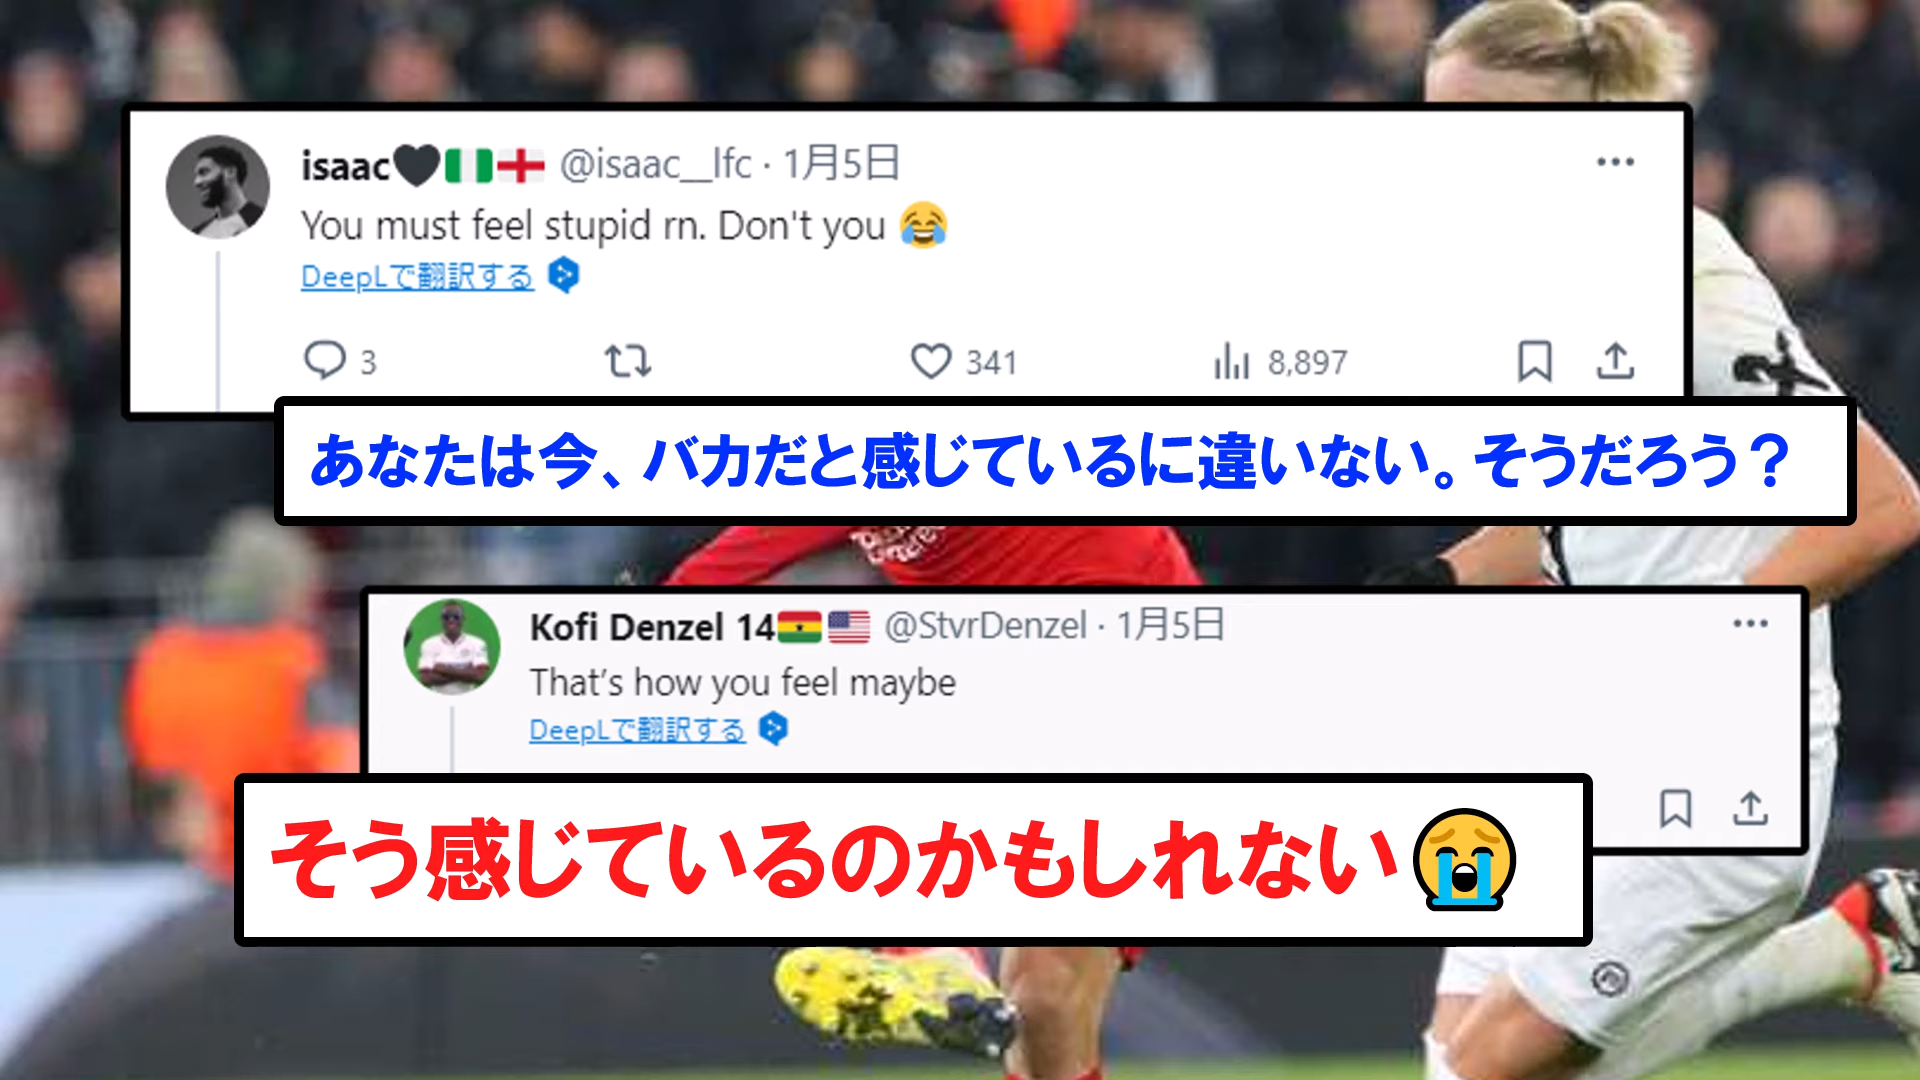 isaac🖤🇳🇬🏴󠁧󠁢󠁥󠁮󠁧󠁿 @isaac__lfc · 1月5日
You must feel stupid rn. Don't you 😂
DeepLで翻訳する
3 341 8,897
あなたは今、バカだと感じているに違いない。そうだろう？
Kofi Denzel 14🇬🇭🇺🇸 @StvrDenzel · 1月5日
That’s how you feel maybe
DeepLで翻訳する
そう感じているのかもしれない😭